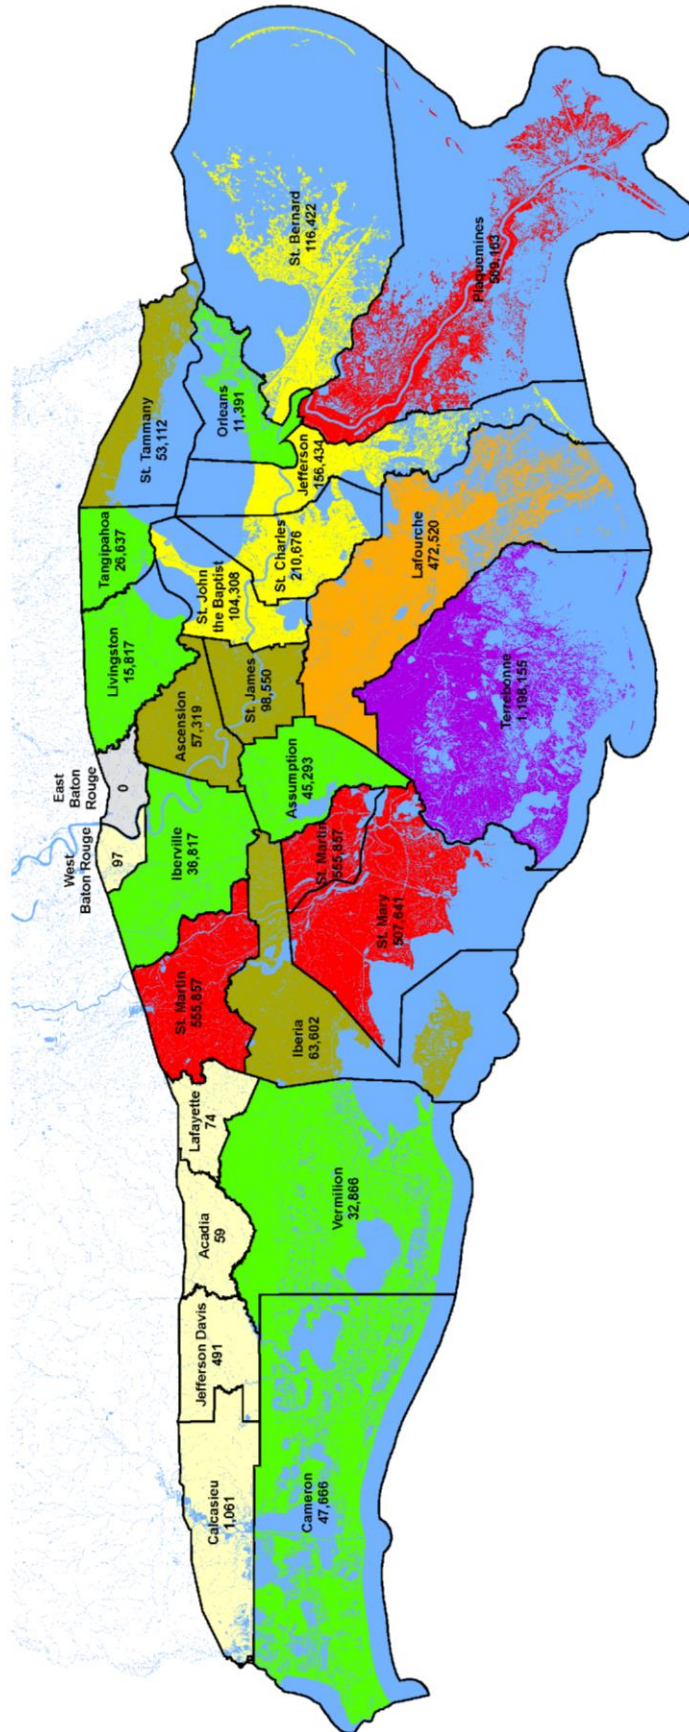 West
Baton Rouge
97
East
Baton
Rouge
0
Livingston
15,817
Tangipahoa
26,637
St. Tammany
53,112
St. Martin
555,857
Iberville
36,817
Ascension
57,319
St. John
the Baptist
104,308
Orleans
11,391
Calcasieu
1,061
Jefferson Davis
491
Acadia
59
Lafayette
74
St. James
98,550
St. Charles
210,676
Jefferson
156,434
St. Bernard
116,422
Cameron
47,666
Vermilion
32,866
Iberia
63,602
St. Martin
555,857
Assumption
45,293
St. Mary
507,641
Lafourche
472,520
Terrebonne
1,198,155
Plaquemines